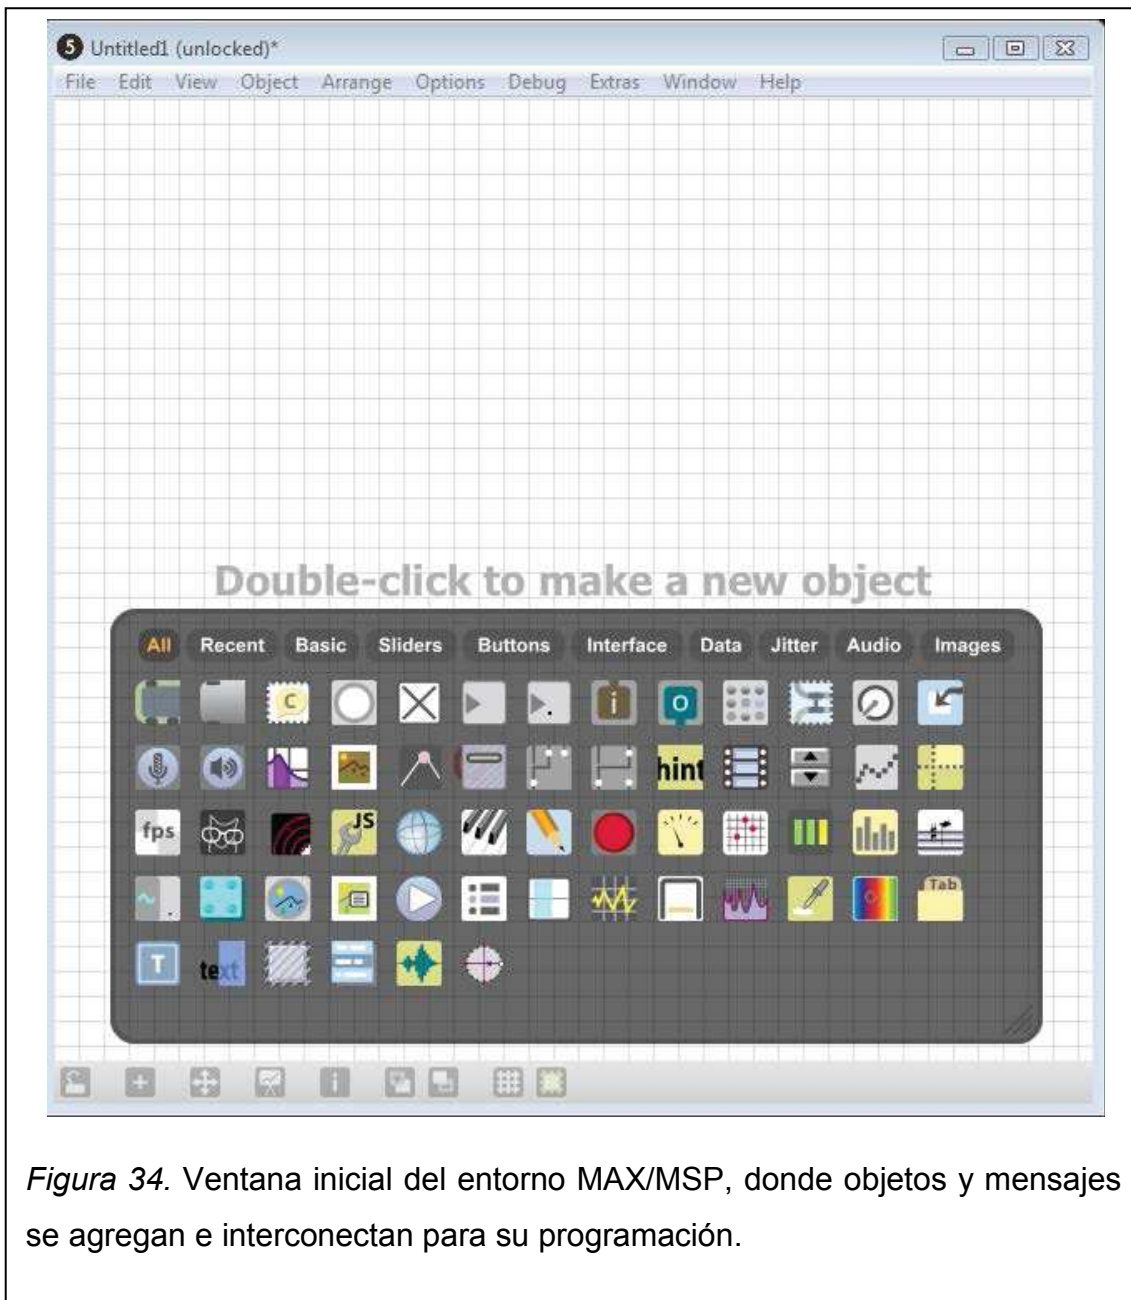 5 Untitled1 (unlocked)*
File Edit View Object Arrange Options Debug Extras Window Help
Double-click to make a new object
All Recent Basic Sliders Buttons Interface Data Jitter Audio Images
C i o
hint
fps JS
Tab
T text
i
Figura 34. Ventana inicial del entorno MAX/MSP, donde objetos y mensajes
se agregan e interconectan para su programación.